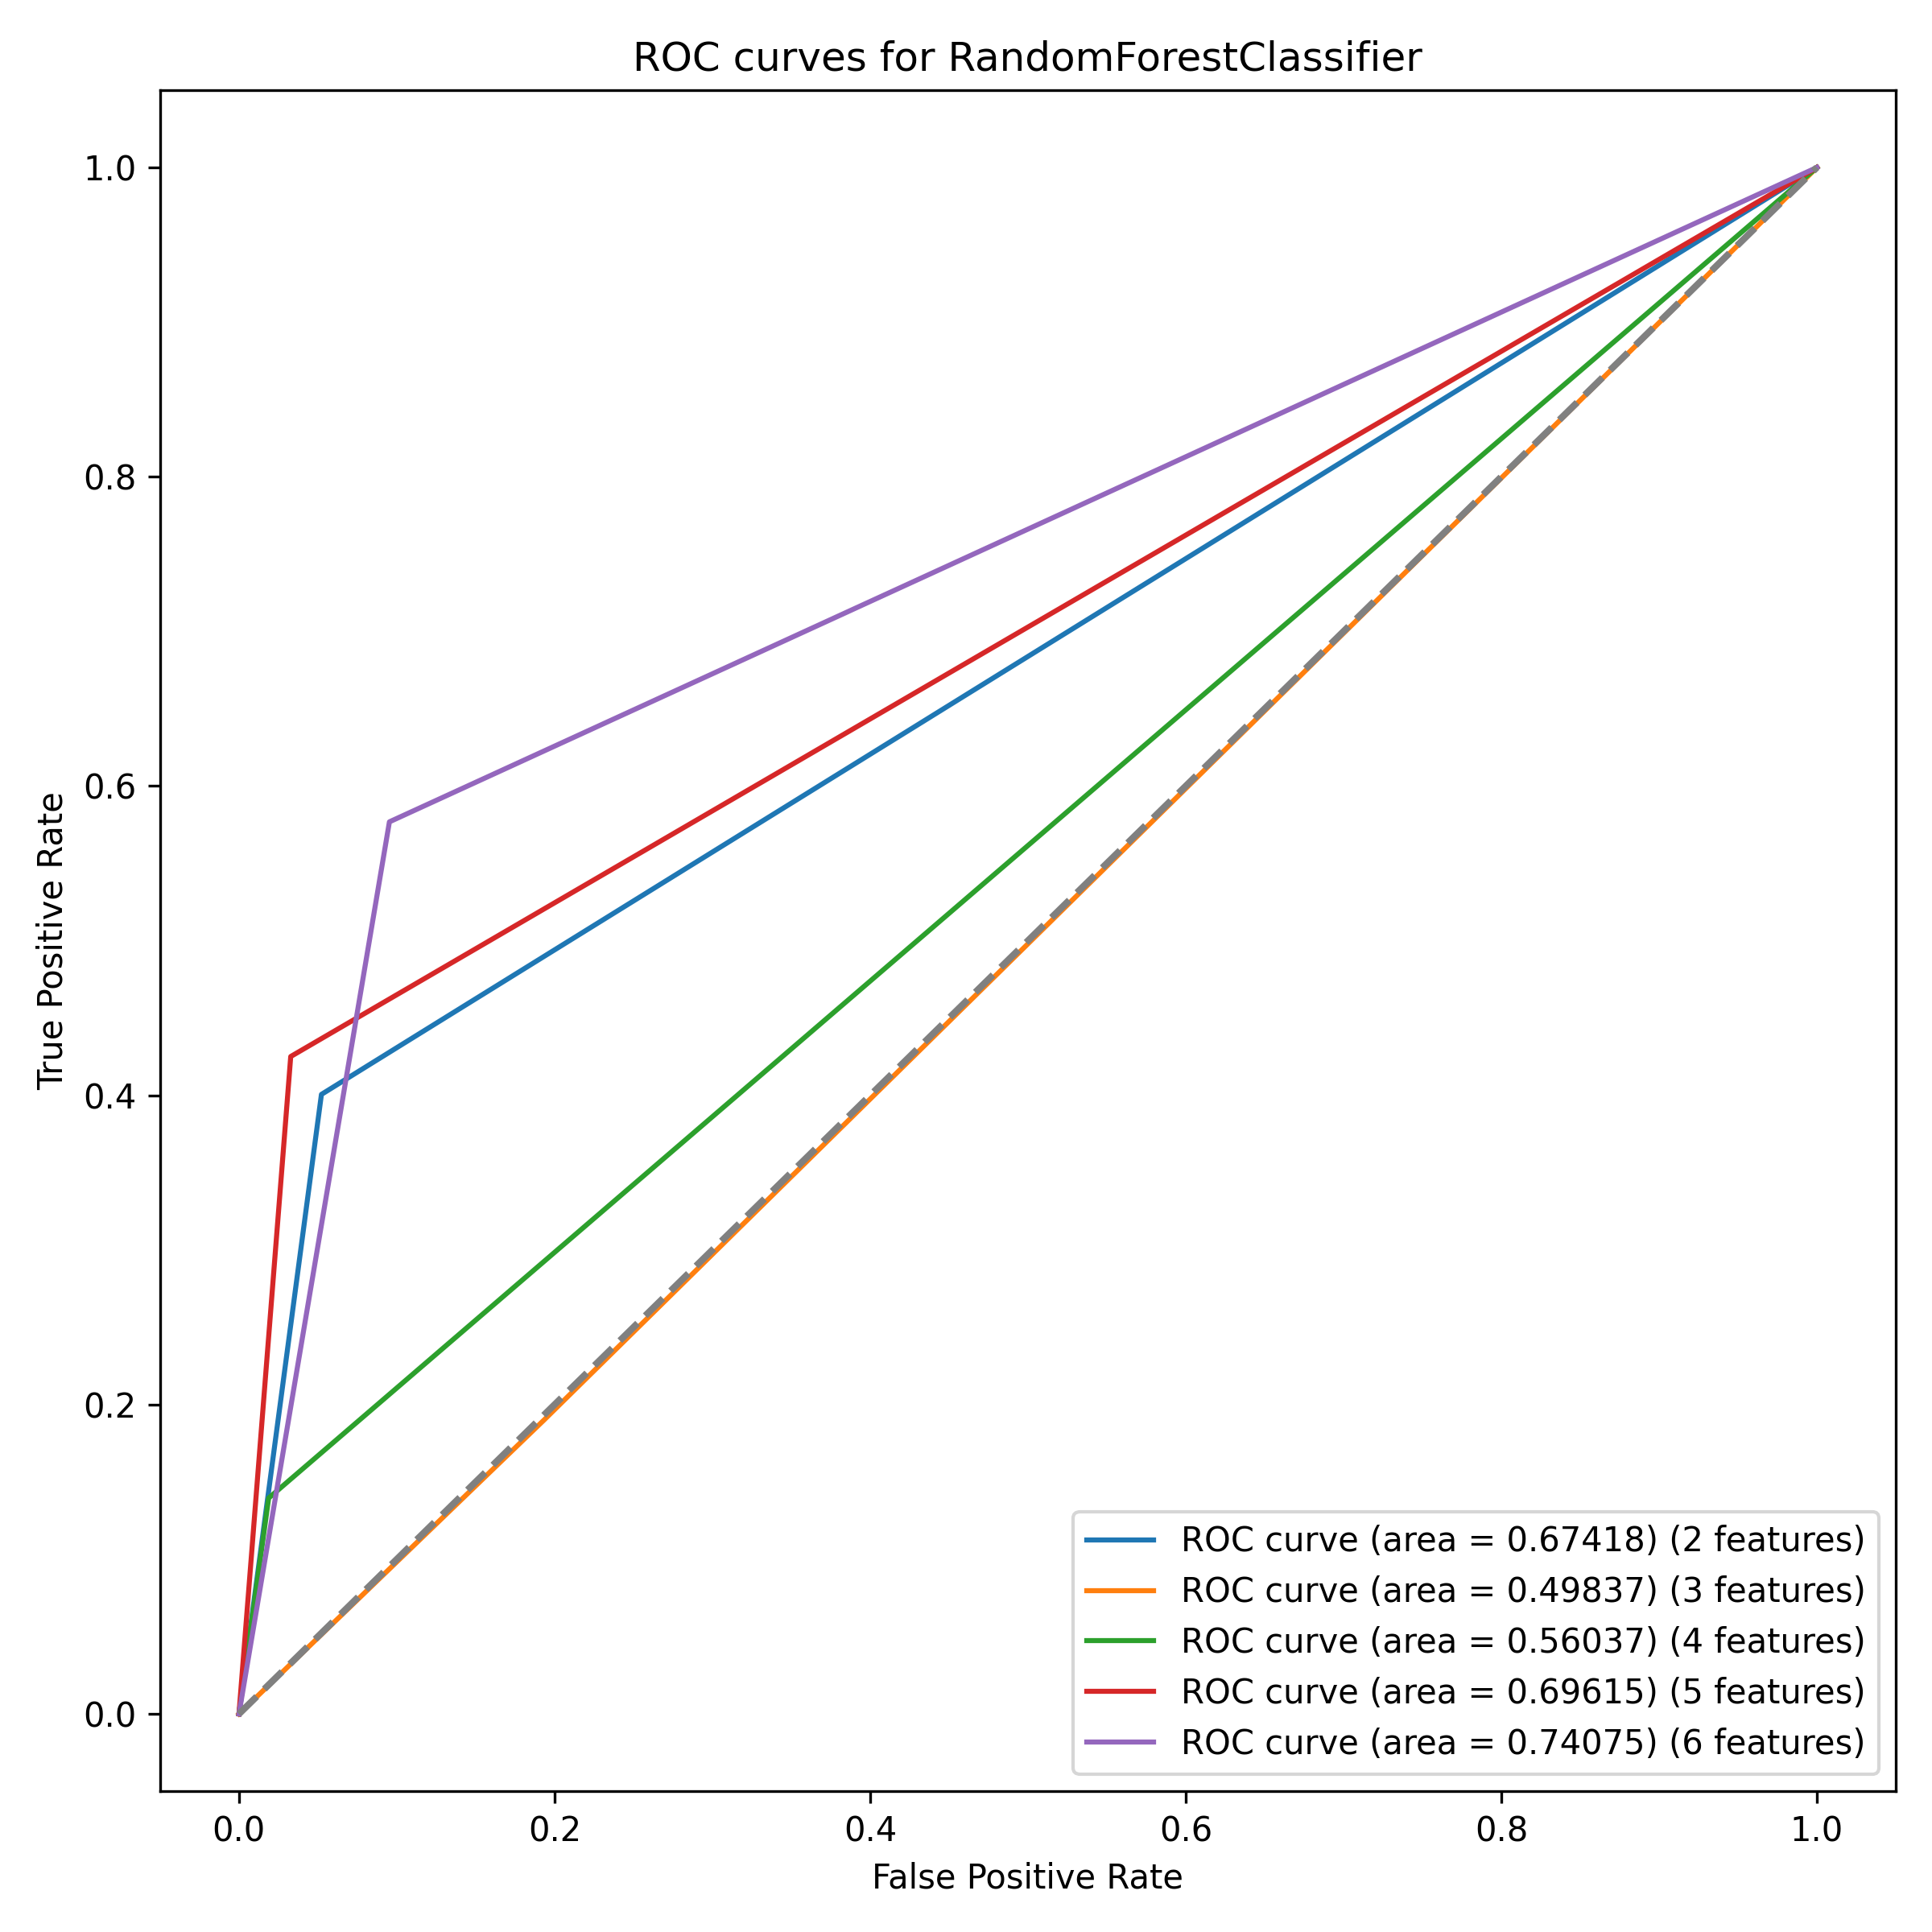 ROC curves for RandomForestClassifier
True Positive Rate
1.0
0.8
0.6
0.4
0.2
0.0
ROC curve (area = 0.67418) (2 features)
ROC curve (area = 0.49837) (3 features)
ROC curve (area = 0.56037) (4 features)
ROC curve (area = 0.69615) (5 features)
ROC curve (area = 0.74075) (6 features)
0.0 0.2 0.4 0.6 0.8 1.0
False Positive Rate